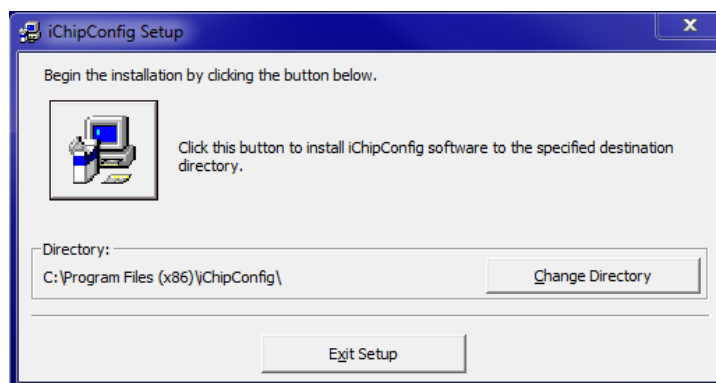 iChipConfig Setup
X
Begin the installation by clicking the button below.
Click this button to install iChipConfig software to the specified destination
directory.
Directory:
C:\Program Files (x86)\iChipConfig\
Change Directory
Exit Setup